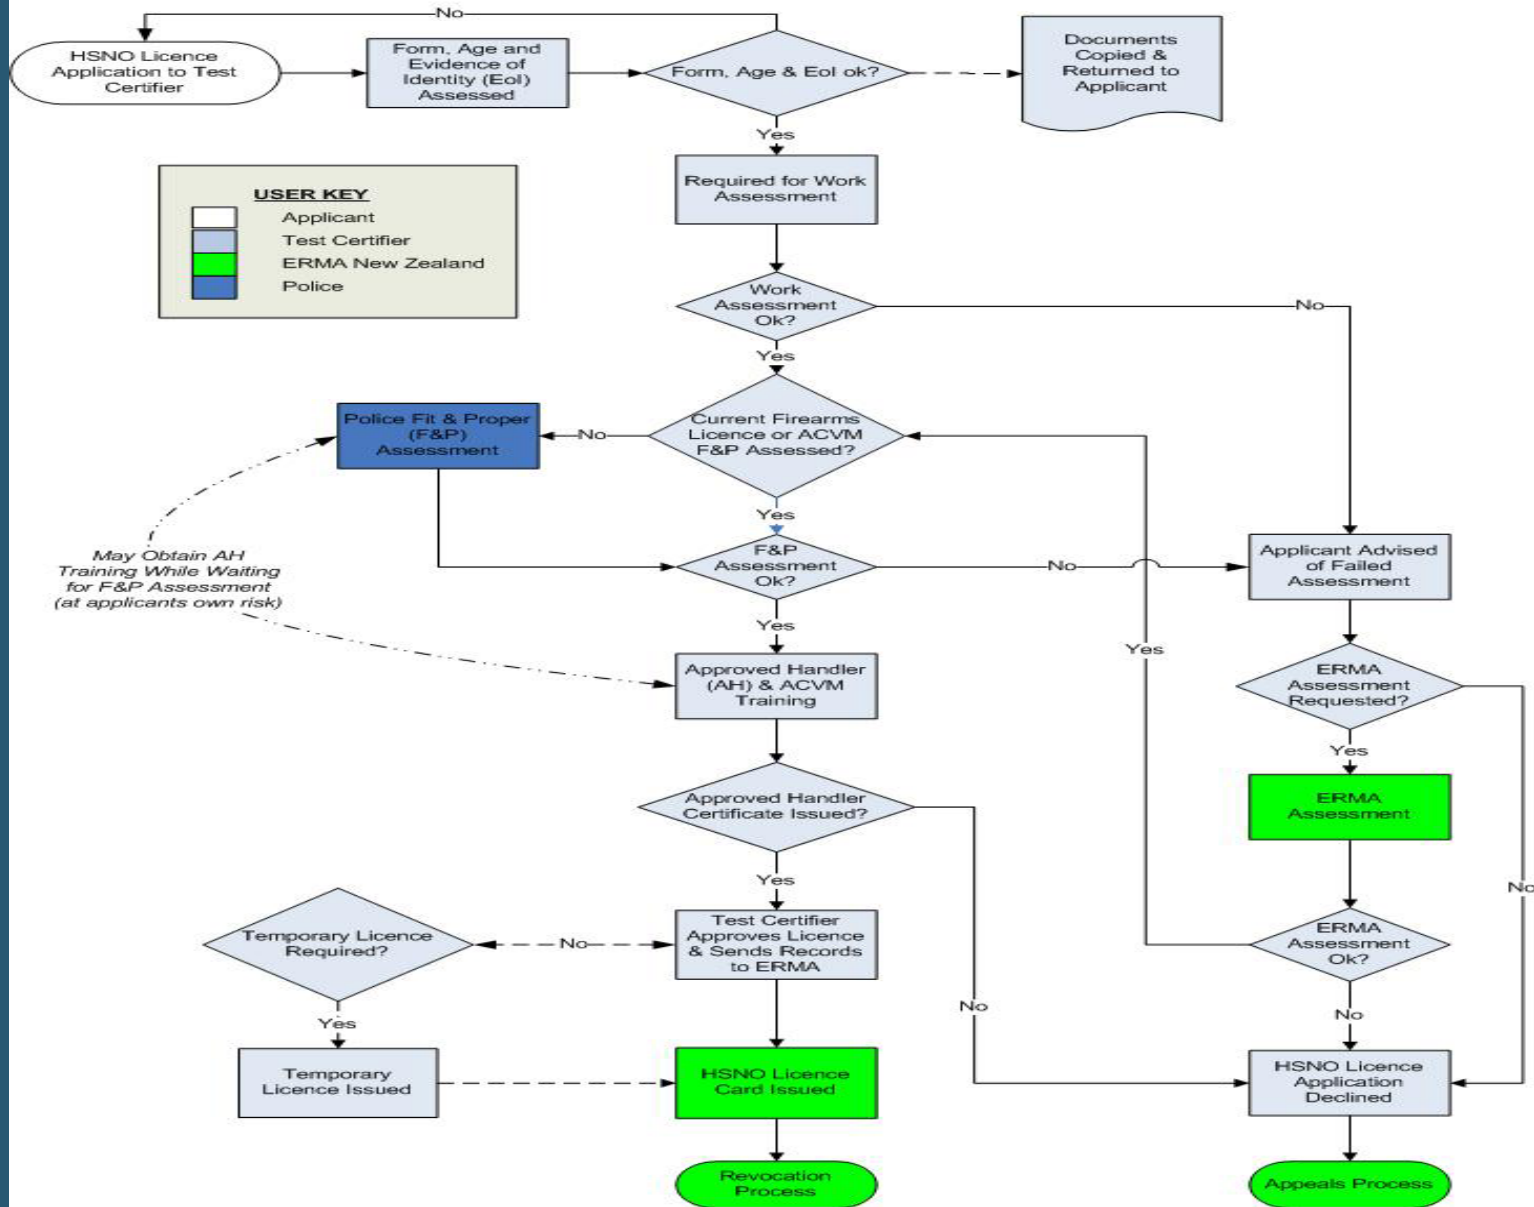 No
HSNO Licence
Application to Test
Certifier
Form, Age and
Evidence of
Identity (EoI)
Assessed
Form, Age & EoI ok?
Documents
Copied &
Returned to
Applicant
Yes
Required for Work
Assessment
USER KEY
Applicant
Test Certifier
ERMA New Zealand
Police
Work
Assessment
Ok?
No
Yes
Police Fit & Proper
(F&P)
Assessment
No
Current Firearms
Licence or ACVM
F&P Assessed?
Yes
May Obtain AH
Training While Waiting
for F&P Assessment
(at applicants own risk)
F&P
Assessment
Ok?
No
Applicant Advised
of Failed
Assessment
Yes
Yes
Approved Handler
(AH) & ACVM
Training
ERMA
Assessment
Requested?
Yes
Approved Handler
Certificate Issued?
ERMA
Assessment
No
Yes
Temporary Licence
Required?
No
Test Certifier
Approves Licence
& Sends Records
to ERMA
ERMA
Assessment
Ok?
No
Yes
No
Temporary
Licence Issued
HSNO Licence
Card Issued
HSNO Licence
Application
Declined
Revocation
Process
Appeals Process